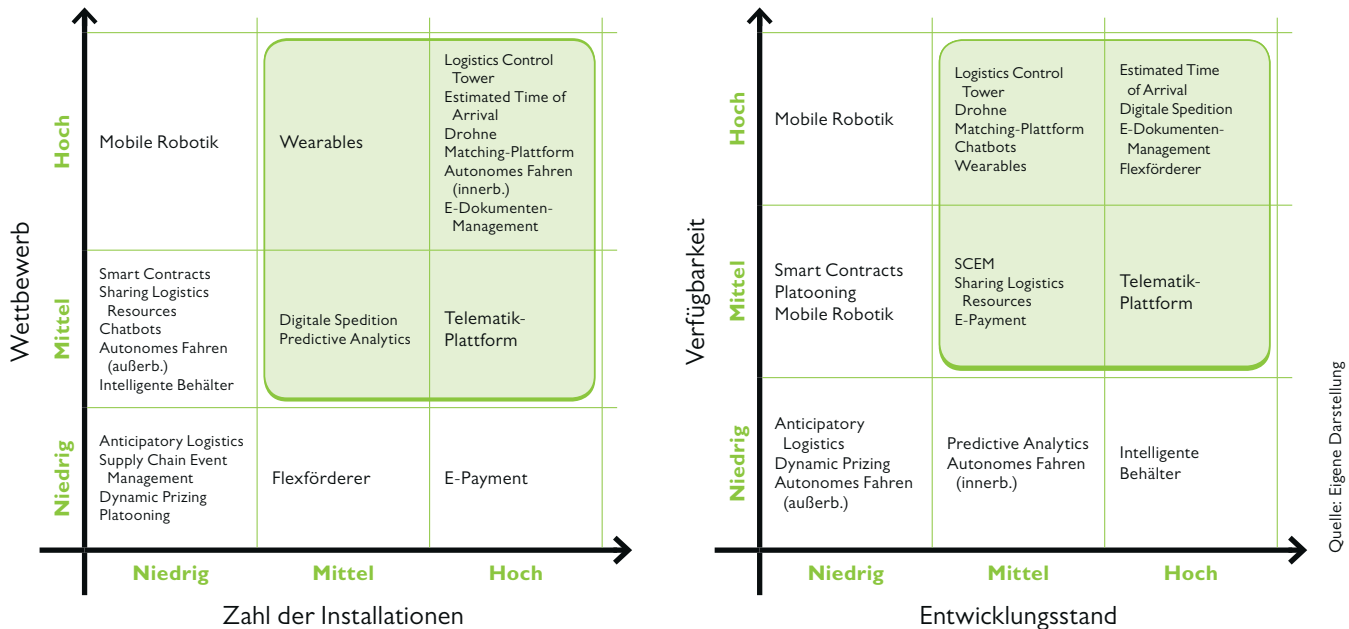 Wettbewerb
Hoch
Mobile Robotik
Wearables
Logistics Control
Tower
Estimated Time of
Arrival
Drohne
Matching-Plattform
Autonomes Fahren
(innerb.)
E-Dokumenten-
Management
Mittel
Smart Contracts
Sharing Logistics
Resources
Chatbots
Autonomes Fahren
(außerb.)
Intelligente Behälter
Digitale Spedition
Predictive Analytics
Telematik-
Plattform
Niedrig
Anticipatory Logistics
Supply Chain Event
Management
Dynamic Prizing
Platooning
Flexförderer
E-Payment
Niedrig
Mittel
Hoch
Zahl der Installationen
Verfügbarkeit
Hoch
Mobile Robotik
Logistics Control
Tower
Drohne
Matching-Plattform
Chatbots
Wearables
Estimated Time
of Arrival
Digitale Spedition
E-Dokumenten-
Management
Flexförderer
Mittel
Smart Contracts
Platooning
Mobile Robotik
SCEM
Sharing Logistics
Resources
E-Payment
Telematik-
Plattform
Niedrig
Anticipatory
Logistics
Dynamic Prizing
Autonomes Fahren
(außerb.)
Predictive Analytics
Autonomes Fahren
(innerb.)
Intelligente
Behälter
Niedrig
Mittel
Hoch
Entwicklungsstand
Quelle: Eigene Darstellung